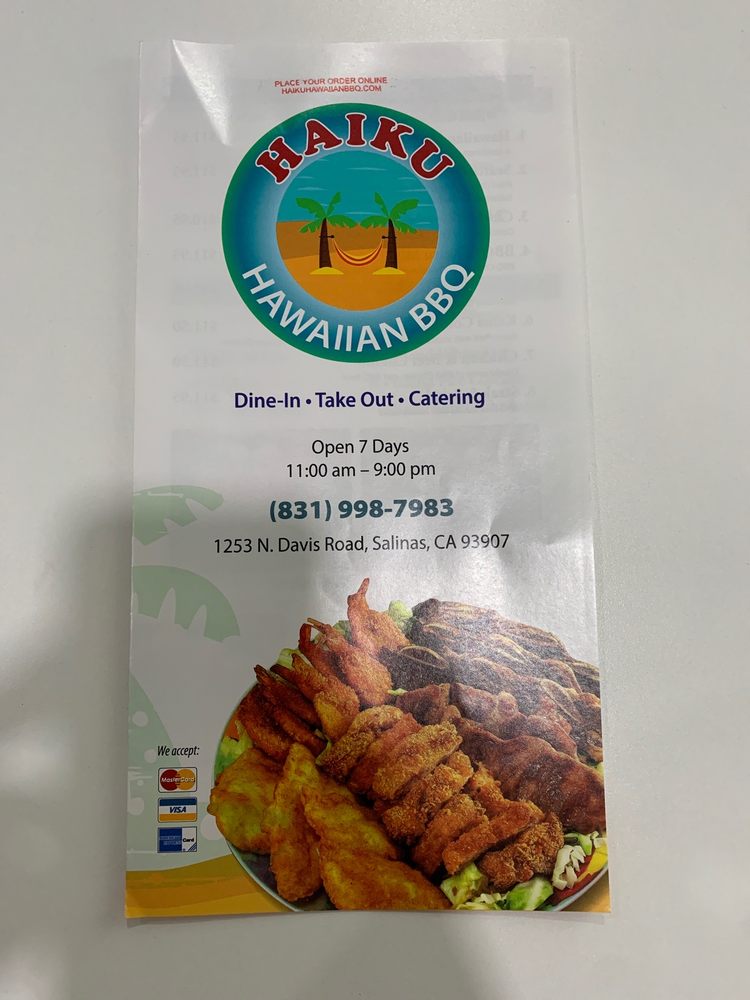 PLACE YOUR ORDER ONLINE
HAIKUHAWAIIANBBQ.COM
HAIKU
HAWAIIAN BBQ
Dine-In • Take Out • Catering
Open 7 Days
11:00 am – 9:00 pm
(831) 998-7983
1253 N. Davis Road, Salinas, CA 93907
We accept:
MasterCard
VISA